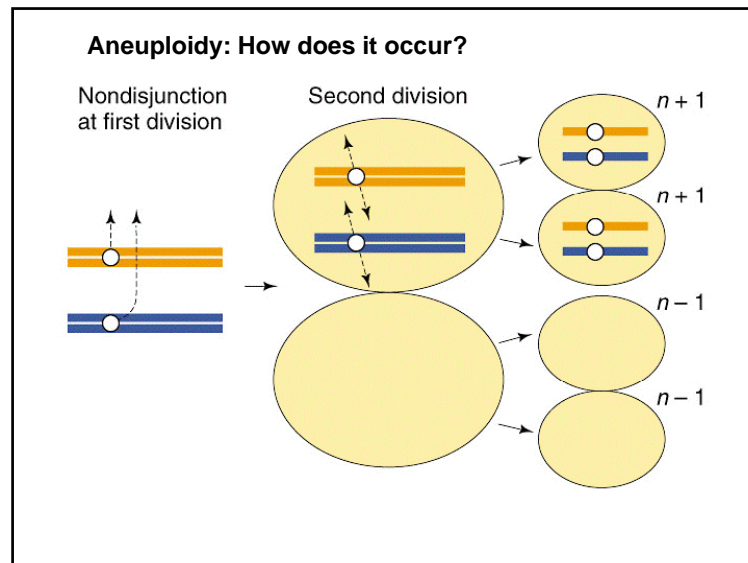 Aneuploidy: How does it occur?
Nondisjunction
at first division
Second division
n + 1
n + 1
n − 1
n − 1